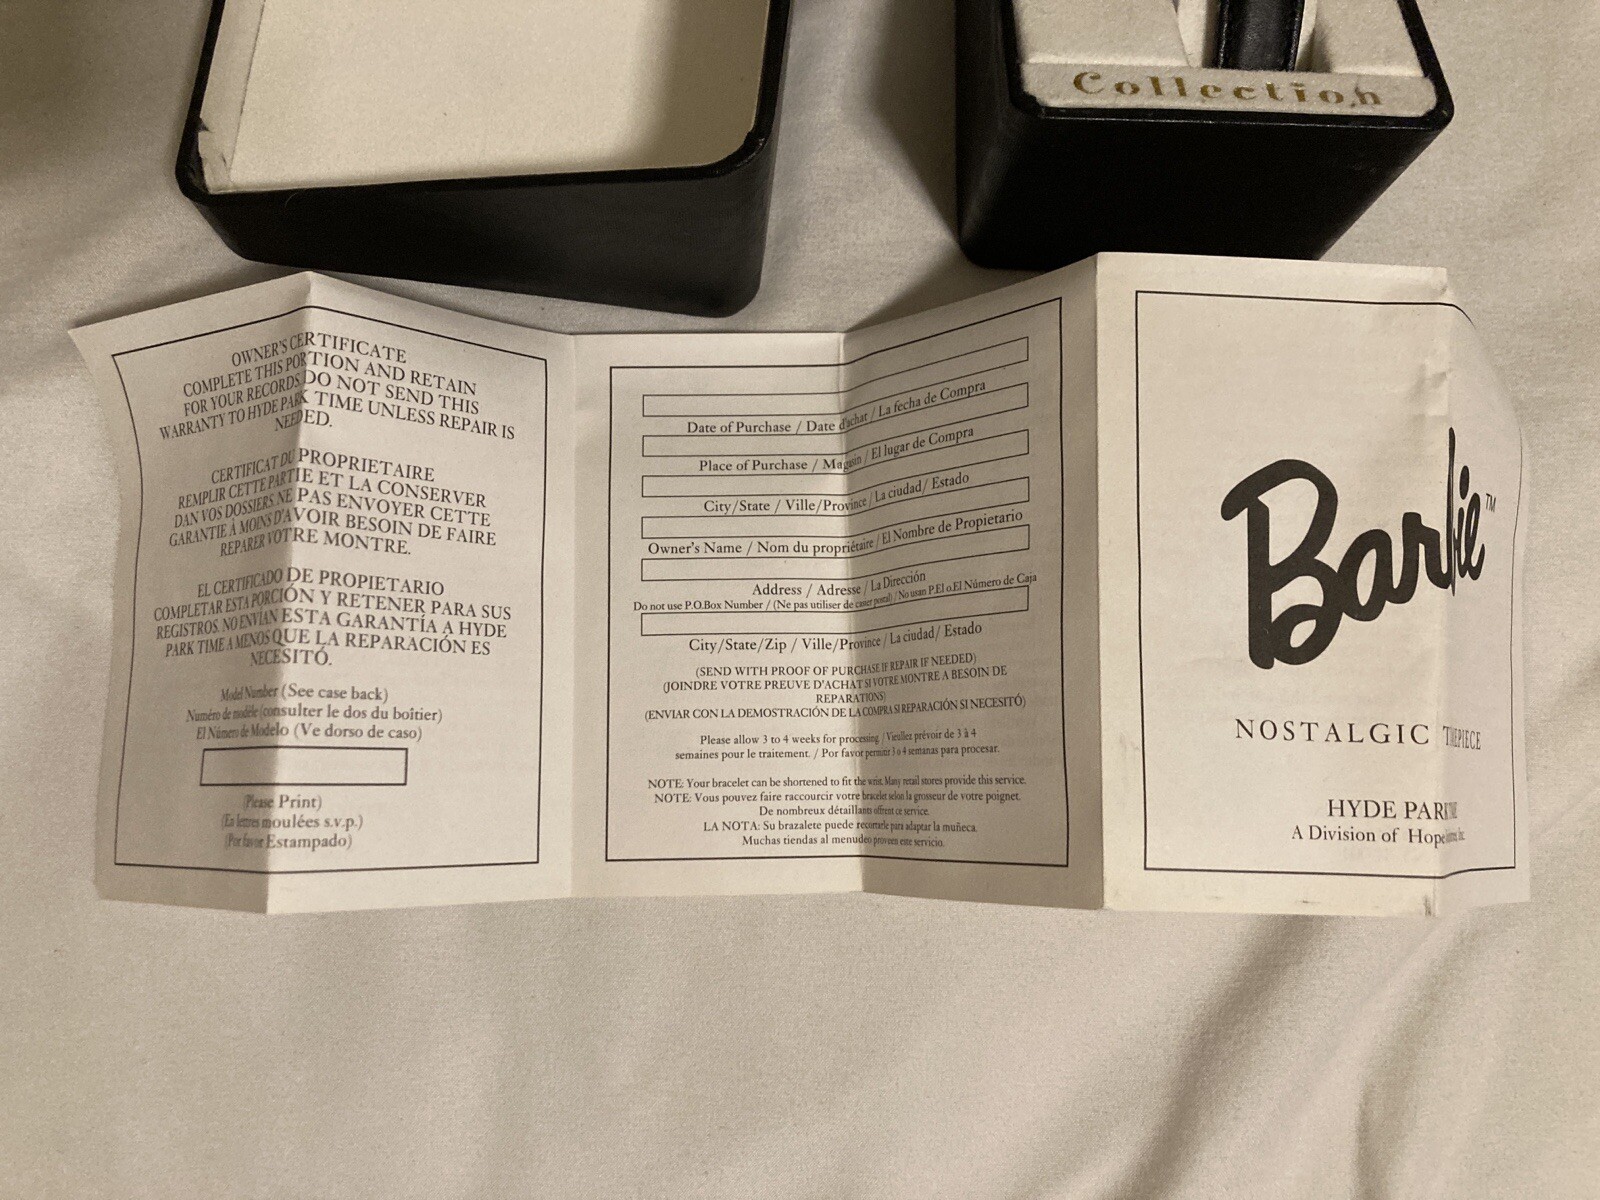 Collection
OWNER'S CERTIFICATE
COMPLETE THIS PORTION AND RETAIN
FOR YOUR RECORDS. DO NOT SEND THIS
WARRANTY TO HYDE PARK TIME UNLESS REPAIR IS
NEEDED.
CERTIFICAT DU PROPRIETAIRE
REMPLIR CETTE PARTIE ET LA CONSERVER
DAN VOS DOSSIERS. NE PAS ENVOYER CETTE
GARANTIE À MOINS D'AVOIR BESOIN DE FAIRE
REPARER VOTRE MONTRE.
EL CERTIFICADO DE PROPIETARIO
COMPLETAR ESTA PORCIÓN Y RETENER PARA SUS
REGISTROS. NO ENVIAN ESTA GARANTÍA A HYDE
PARK TIME A MENOS QUE LA REPARACIÓN ES
NECESITÓ.
Model Number (See case back)
Numéro de modèle (consulter le dos du boîtier)
El Número de Modelo (Ve dorso de caso)
(Please Print)
(En lettres moulées s.v.p.)
(Por favor Estampado)
Date of Purchase / Date d'achat / La fecha de Compra
Place of Purchase / Magasin / El lugar de Compra
City/State / Ville/Province / La ciudad/ Estado
Owner's Name / Nom du propriétaire / El Nombre de Propietario
Address / Adresse / La Dirección
Do not use P.O.Box Number / (Ne pas utiliser de casier postal) / No usan P.El o.El Número de Caja
City/State/Zip / Ville/Province / La ciudad/ Estado
(SEND WITH PROOF OF PURCHASE IF REPAIR IF NEEDED)
(JOINDRE VOTRE PREUVE D'ACHAT SI VOTRE MONTRE A BESOIN DE
REPARATIONS)
(ENVIAR CON LA DEMOSTRACIÓN DE LA COMPRA SI REPARACIÓN SI NECESITÓ)
Please allow 3 to 4 weeks for processing / Vieullez prévoir de 3 à 4
semaines pour le traitement. / Por favor permitir 3 o 4 semanas para procesar.
NOTE: Your bracelet can be shortened to fit the wrist. Many retail stores provide this service.
NOTE: Vous pouvez faire raccourcir votre bracelet selon la grosseur de votre poignet.
De nombreux détaillants offrent ce service.
LA NOTA: Su brazalete puede recortarle para adaptar la muñeca.
Muchas tiendas al menudeo proveen este servicio.
Barbie™
NOSTALGIC TIMEPIECE
HYDE PARK TIME
A Division of Hope